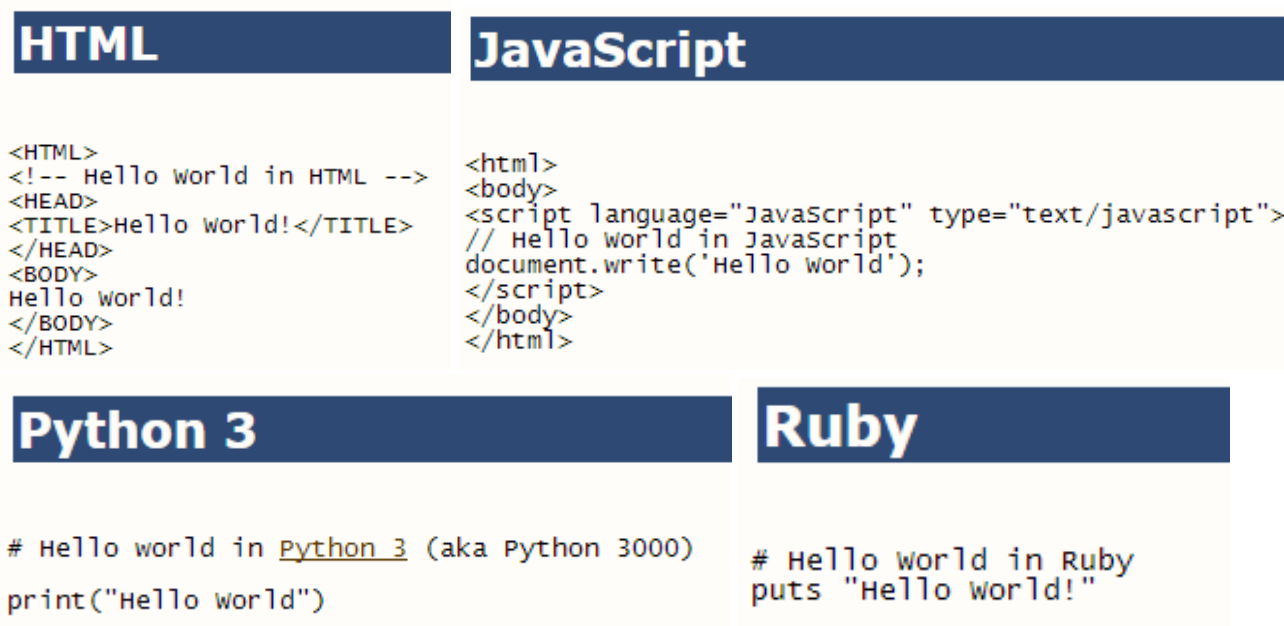 HTML
<HTML>
<!-- Hello World in HTML -->
<HEAD>
<TITLE>Hello World!</TITLE>
</HEAD>
<BODY>
Hello World!
</BODY>
</HTML>
JavaScript
<html>
<body>
<script language="JavaScript" type="text/javascript">
// Hello World in JavaScript
document.write('Hello World');
</script>
</body>
</html>
Python 3
# Hello world in Python 3 (aka Python 3000)
print("Hello World")
Ruby
# Hello World in Ruby
puts "Hello World!"